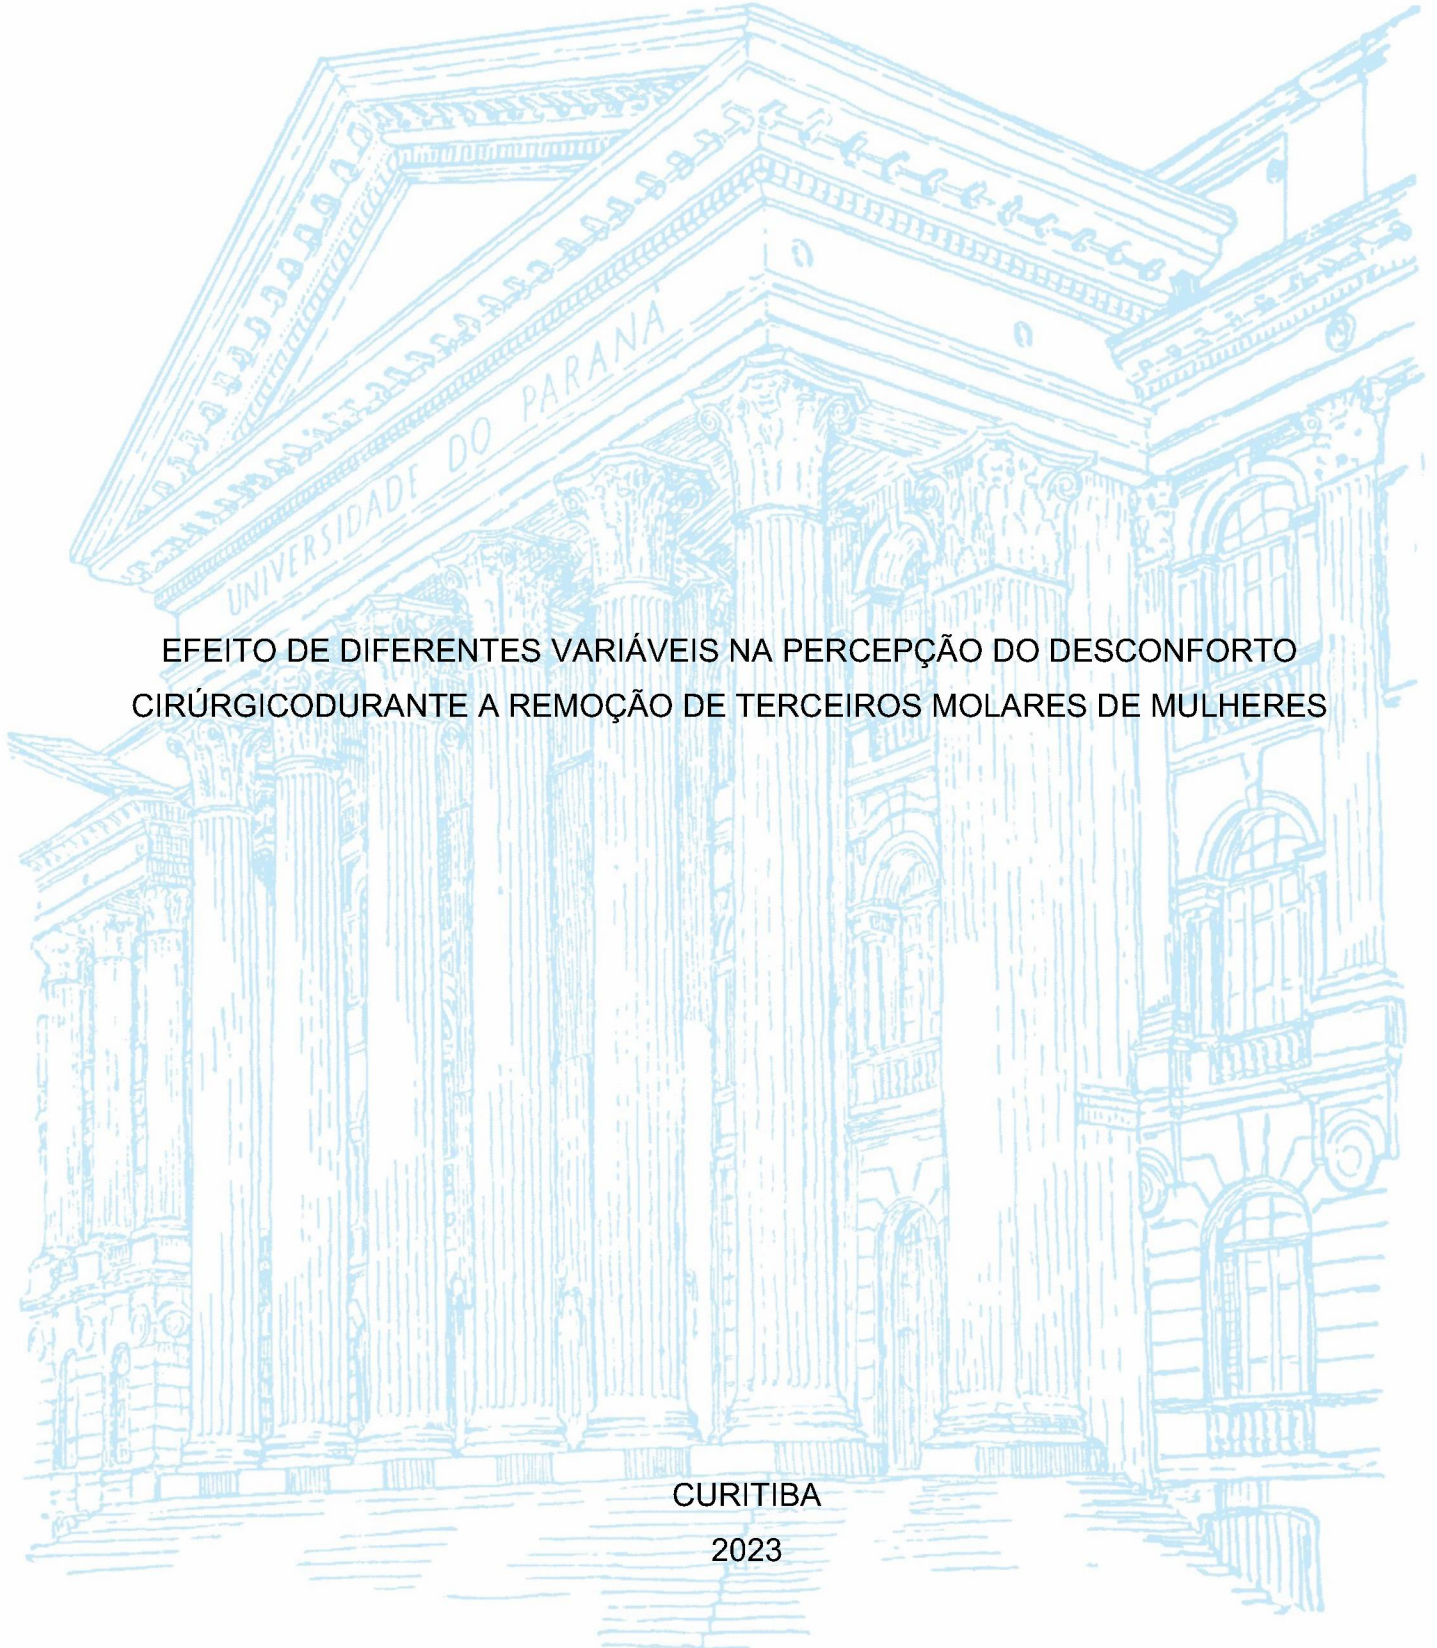 UNIVERSIDADE DO PARANÁ
EFEITO DE DIFERENTES VARIÁVEIS NA PERCEPÇÃO DO DESCONFORTO
CIRÚRGICODURANTE A REMOÇÃO DE TERCEIROS MOLARES DE MULHERES
CURITIBA
2023